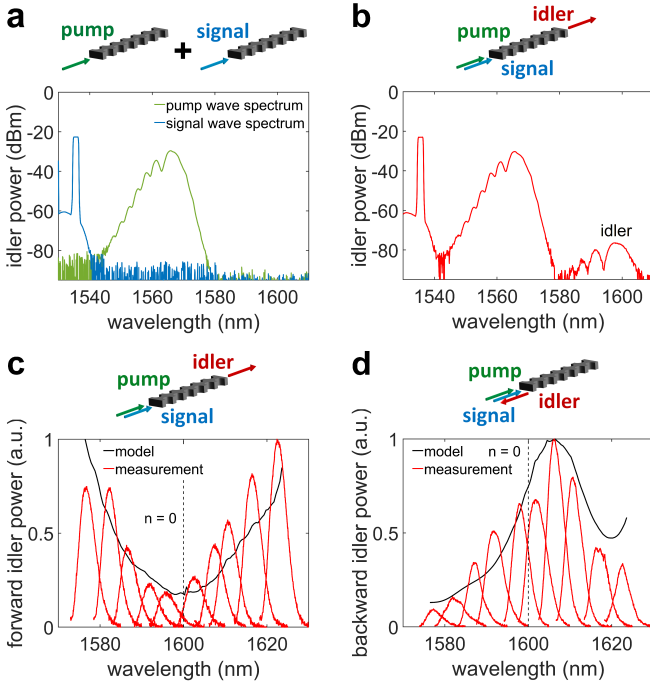 a
pump
+
signal
0
-20
-40
-60
-80
idler power (dBm)
pump wave spectrum
signal wave spectrum
1540
1560
1580
1600
wavelength (nm)
b
idler
pump
signal
0
-20
-40
-60
-80
idler power (dBm)
idler
1540
1560
1580
1600
wavelength (nm)
c
idler
pump
signal
1
0.5
0
forward idler power (a.u.)
model
measurement
n = 0
1580
1600
1620
wavelength (nm)
d
pump
signal
idler
1
0.5
0
backward idler power (a.u.)
model
n = 0
measurement
1580
1600
1620
wavelength (nm)